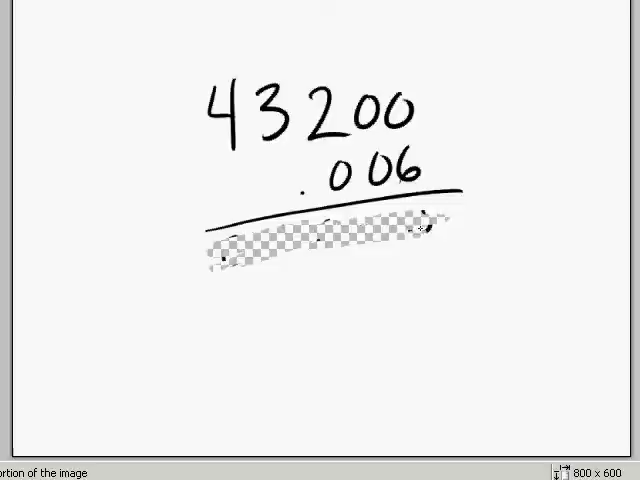 43200
.006
ortion of the image
800 x 600